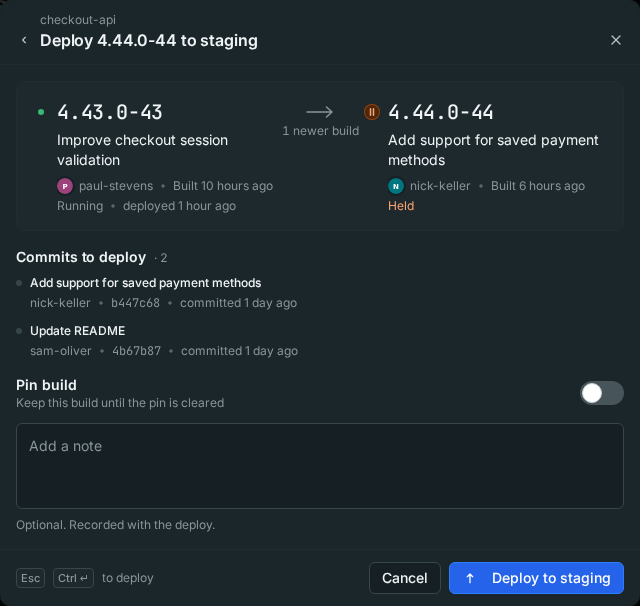 checkout-api
Deploy 4.44.0-44 to staging
4.43.0-43
Improve checkout session
validation
P paul-stevens • Built 10 hours ago
Running • deployed 1 hour ago
1 newer build
4.44.0-44
Add support for saved payment
methods
N nick-keller • Built 6 hours ago
Held
Commits to deploy · 2
Add support for saved payment methods
nick-keller • b447c68 • committed 1 day ago
Update README
sam-oliver • 4b67b87 • committed 1 day ago
Pin build
Keep this build until the pin is cleared
Add a note
Optional. Recorded with the deploy.
Esc Ctrl ↵ to deploy
Cancel
↑ Deploy to staging